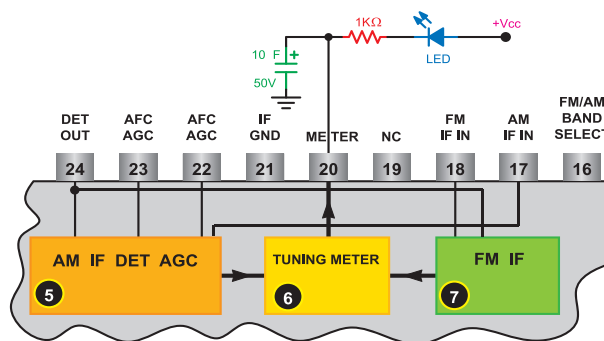 1KΩ
+Vcc
10 F +
50V
LED
DET OUT
AFC AGC
AFC AGC
IF GND
METER
NC
FM IF IN
AM IF IN
FM/AM BAND SELECT
24 23 22 21 20 19 18 17 16
AM IF DET AGC
TUNING METER
FM IF
5
6
7